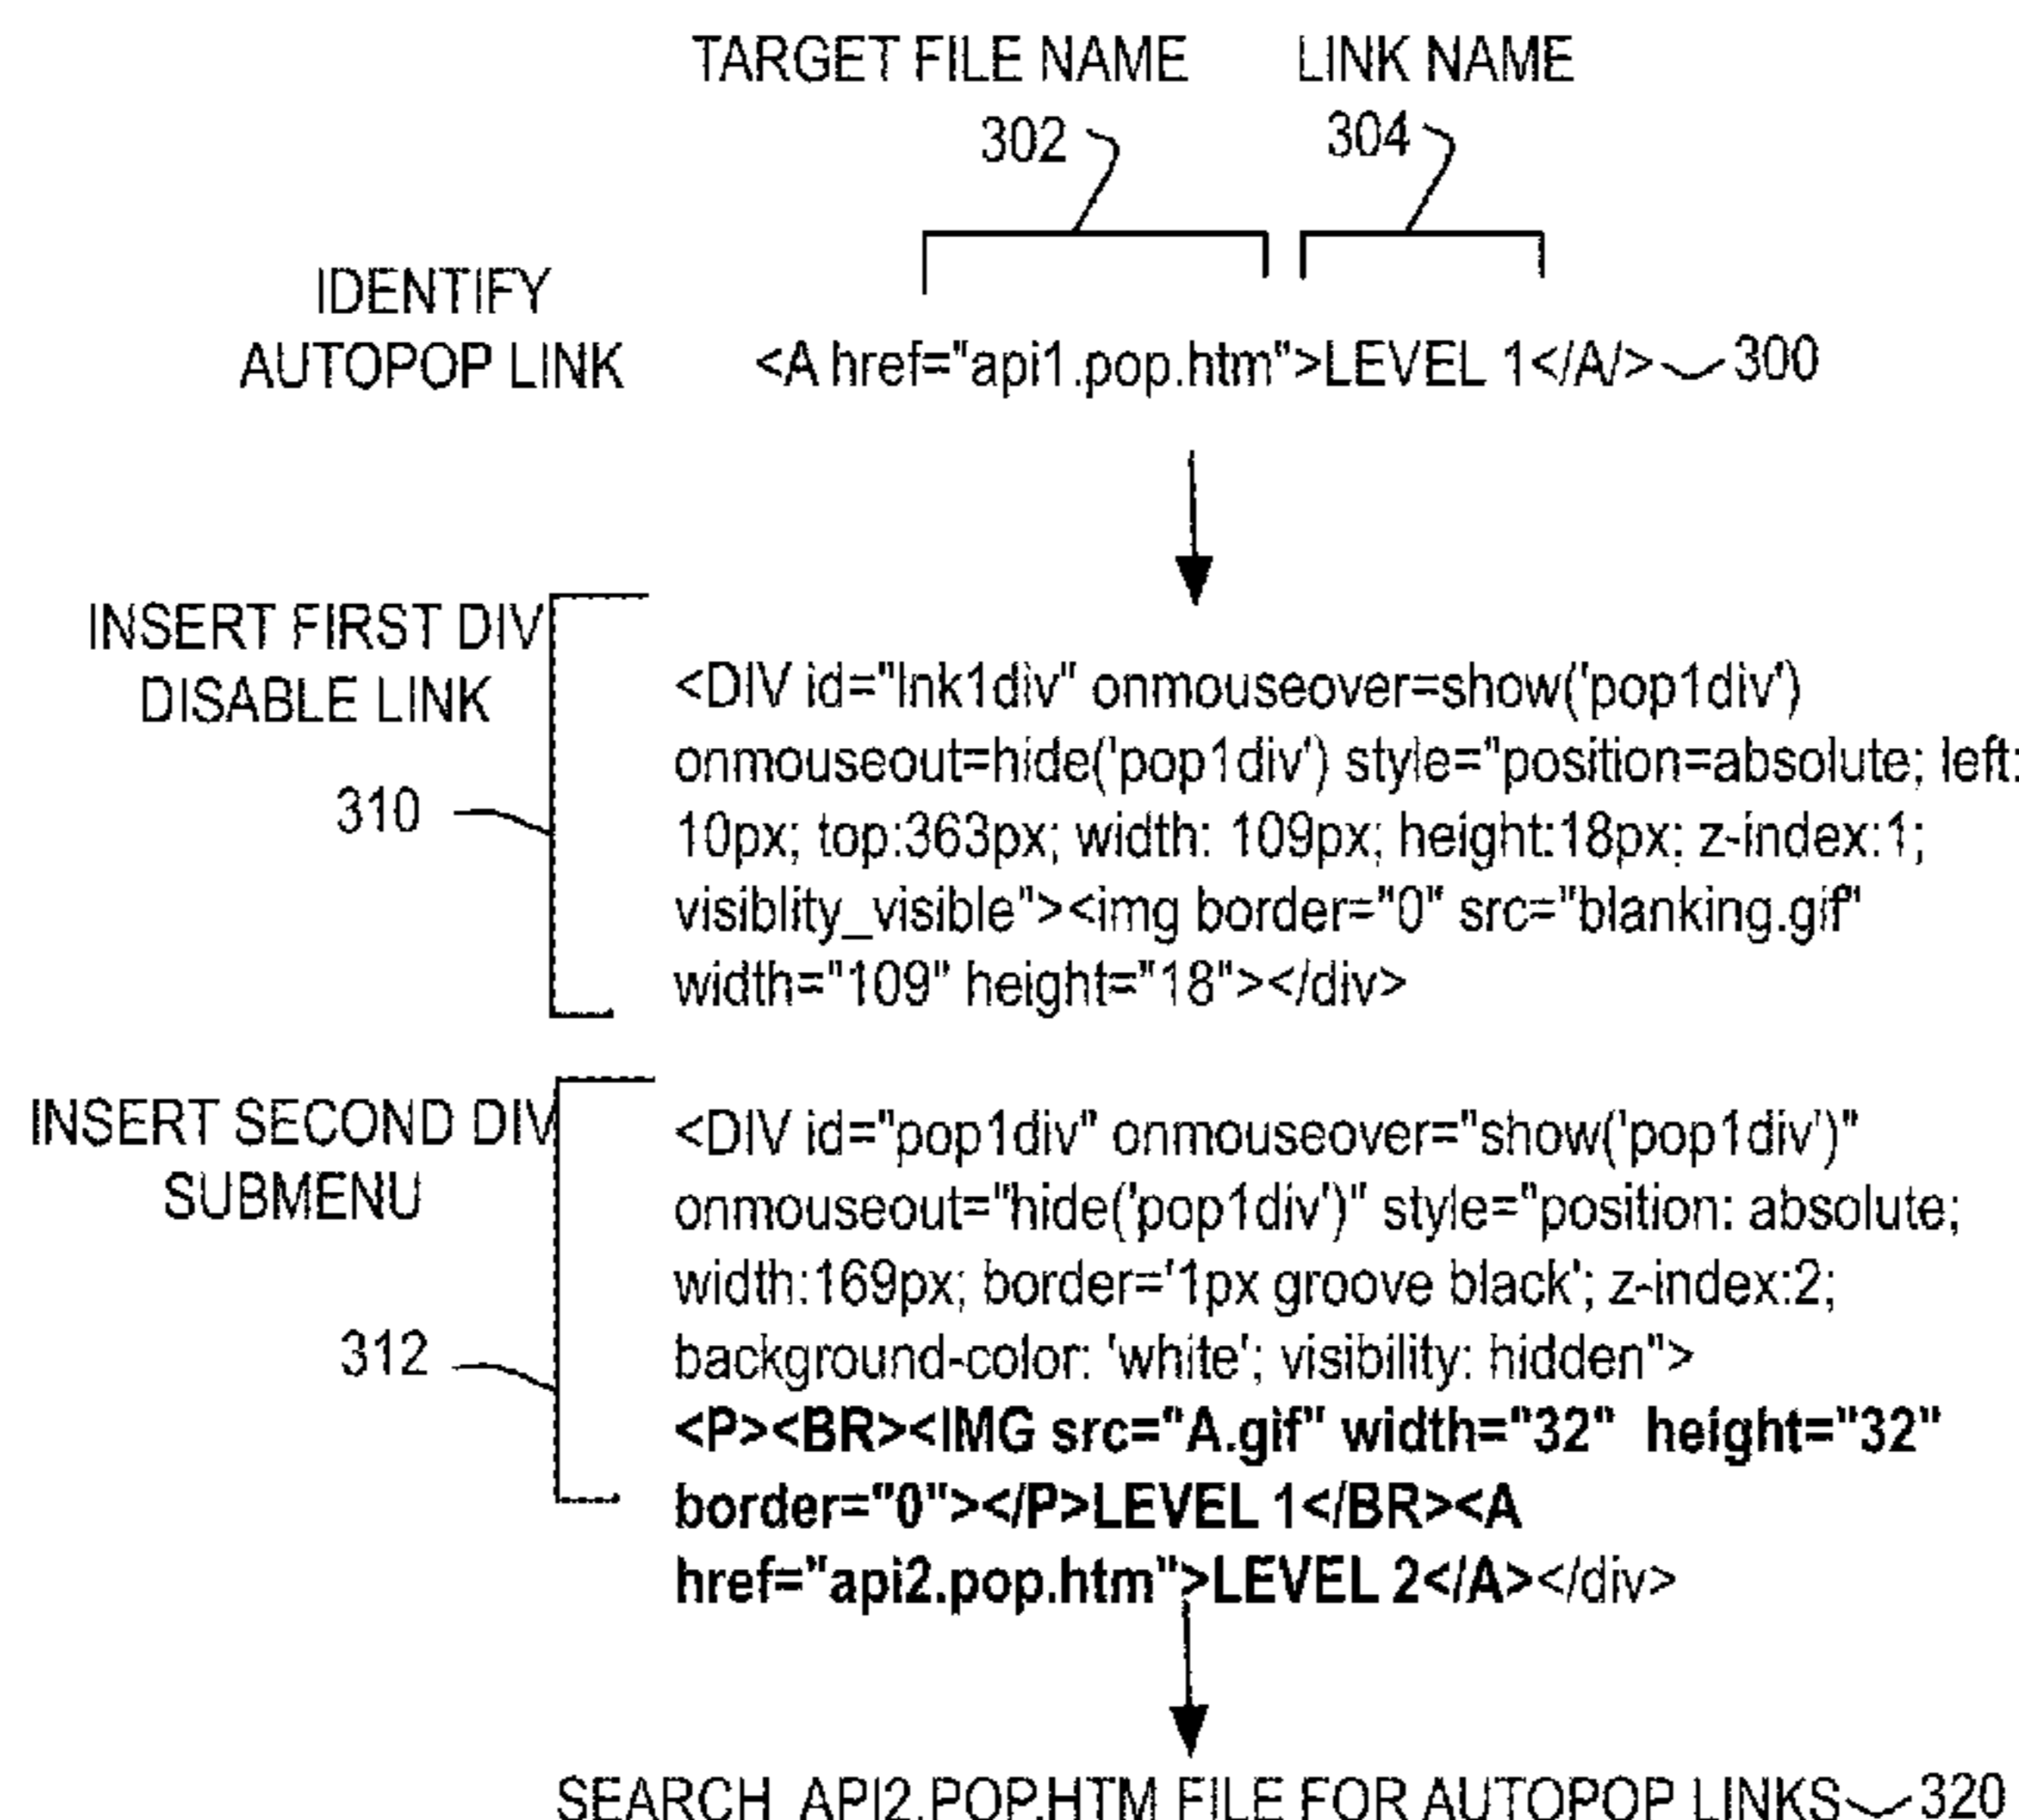 TARGET FILE NAME LINK NAME
302 304
IDENTIFY
AUTOPOP LINK <A href="api1.pop.htm">LEVEL 1</A/> 300
INSERT FIRST DIV
DISABLE LINK
310
<DIV id="lnk1div" onmouseover=show('pop1div')
onmouseout=hide('pop1div') style="position=absolute; left:
10px; top:363px; width: 109px; height:18px; z-index:1;
visiblity_visible"><img border="0" src="blanking.gif"
width="109" height="18"></div>
INSERT SECOND DIV
SUBMENU
312
<DIV id="pop1div" onmouseover="show('pop1div')"
onmouseout="hide('pop1div')" style="position: absolute;
width:169px; border='1px groove black'; z-index:2;
background-color: 'white'; visibility: hidden">
<P><BR><IMG src="A.gif" width="32" height="32"
border="0"></P>LEVEL 1</BR><A
href="api2.pop.htm">LEVEL 2</A></div>
SEARCH API2.POP.HTM FILE FOR AUTOPOP LINKS 320